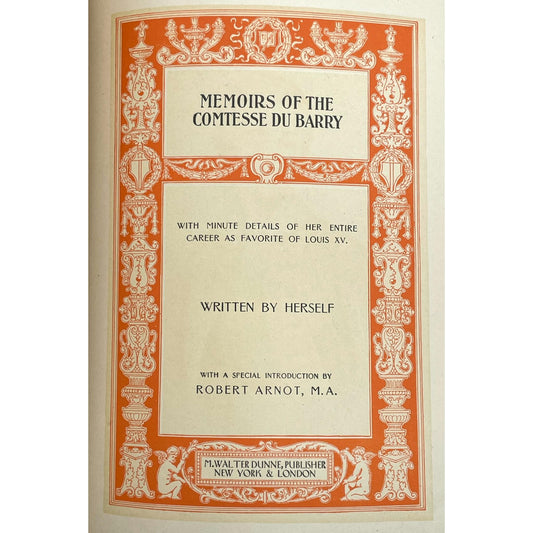 MEMOIRS OF THE
COMTESSE DU BARRY
WITH MINUTE DETAILS OF HER ENTIRE
CAREER AS FAVORITE OF LOUIS XV.
WRITTEN BY HERSELF
WITH A SPECIAL INTRODUCTION BY
ROBERT ARNOT, M.A.
M. WALTER DUNNE, PUBLISHER
NEW YORK & LONDON